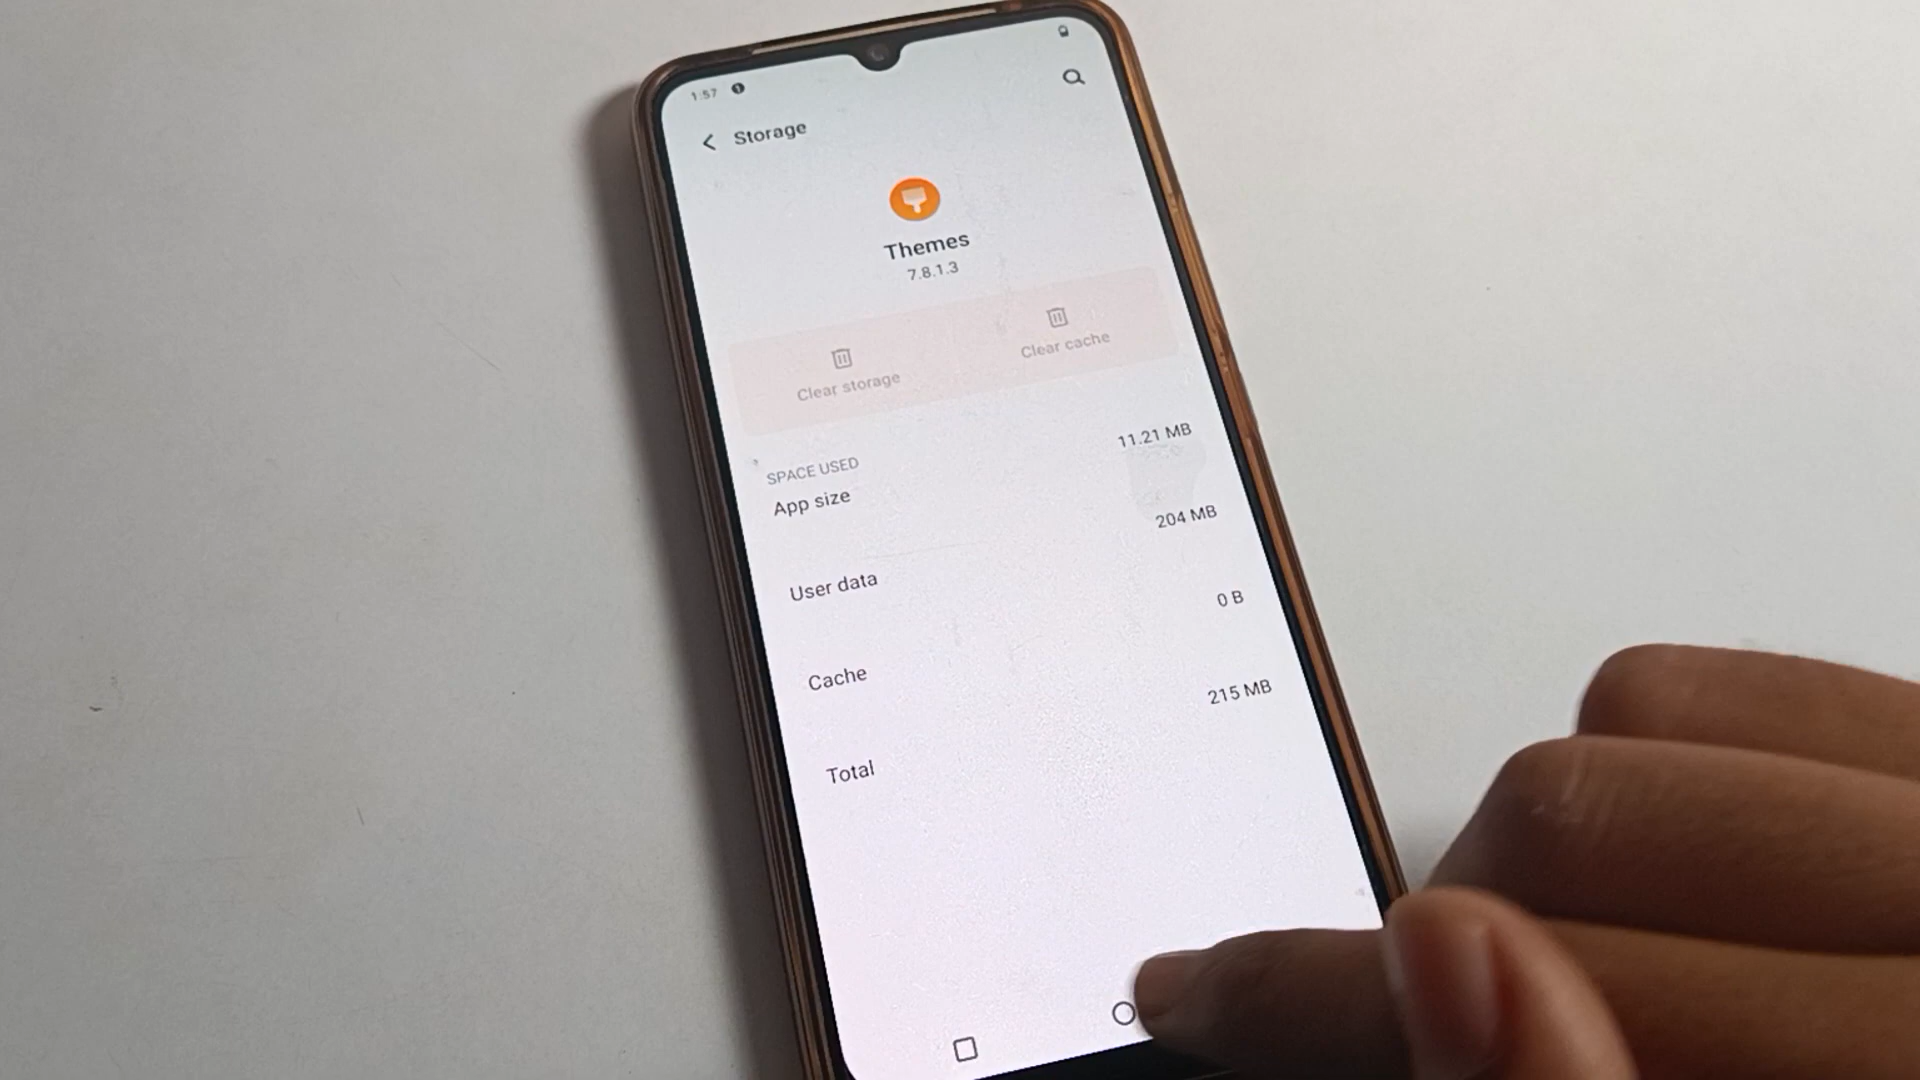 1:57
Storage
Themes
7.8.1.3
Clear storage
Clear cache
SPACE USED
App size
11.21 MB
User data
204 MB
Cache
0 B
Total
215 MB